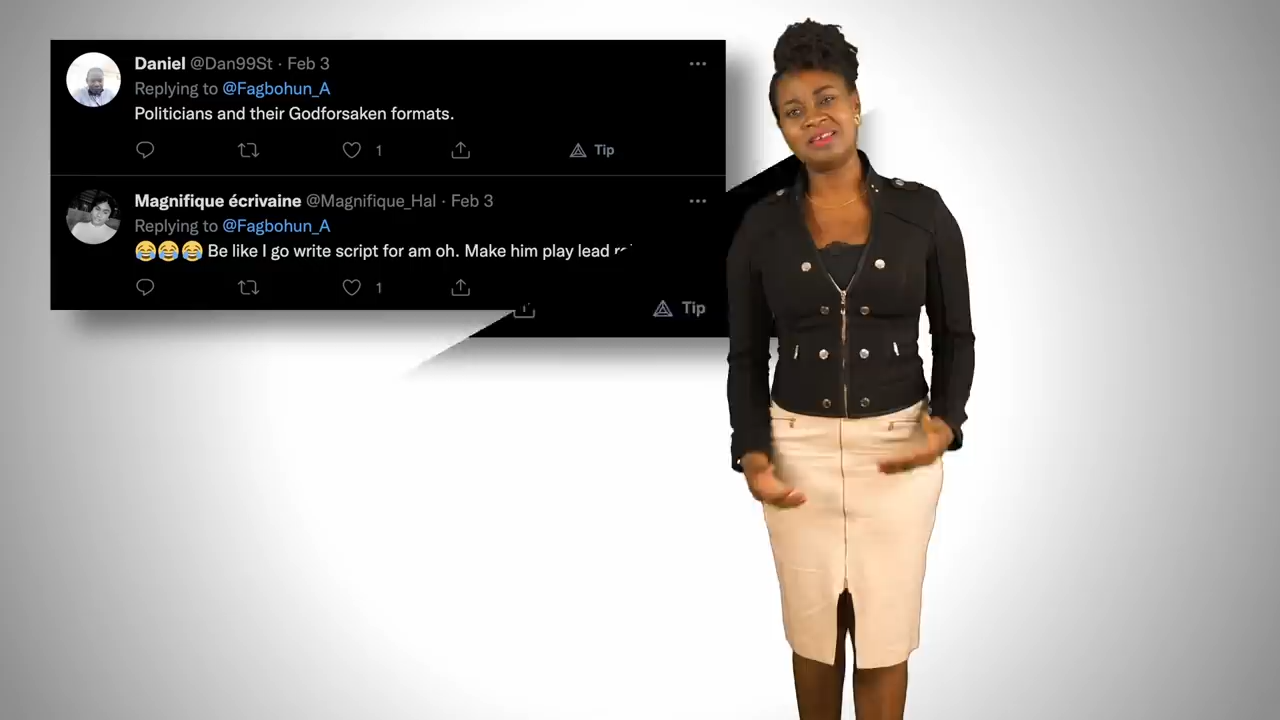 Daniel @Dan99St · Feb 3
Replying to @Fagbohun_A
Politicians and their Godforsaken formats.
1 Tip
Magnifique écrivaine @Magnifique_Hal · Feb 3
Replying to @Fagbohun_A
😂😂😂 Be like I go write script for am oh. Make him play lead
1
Tip